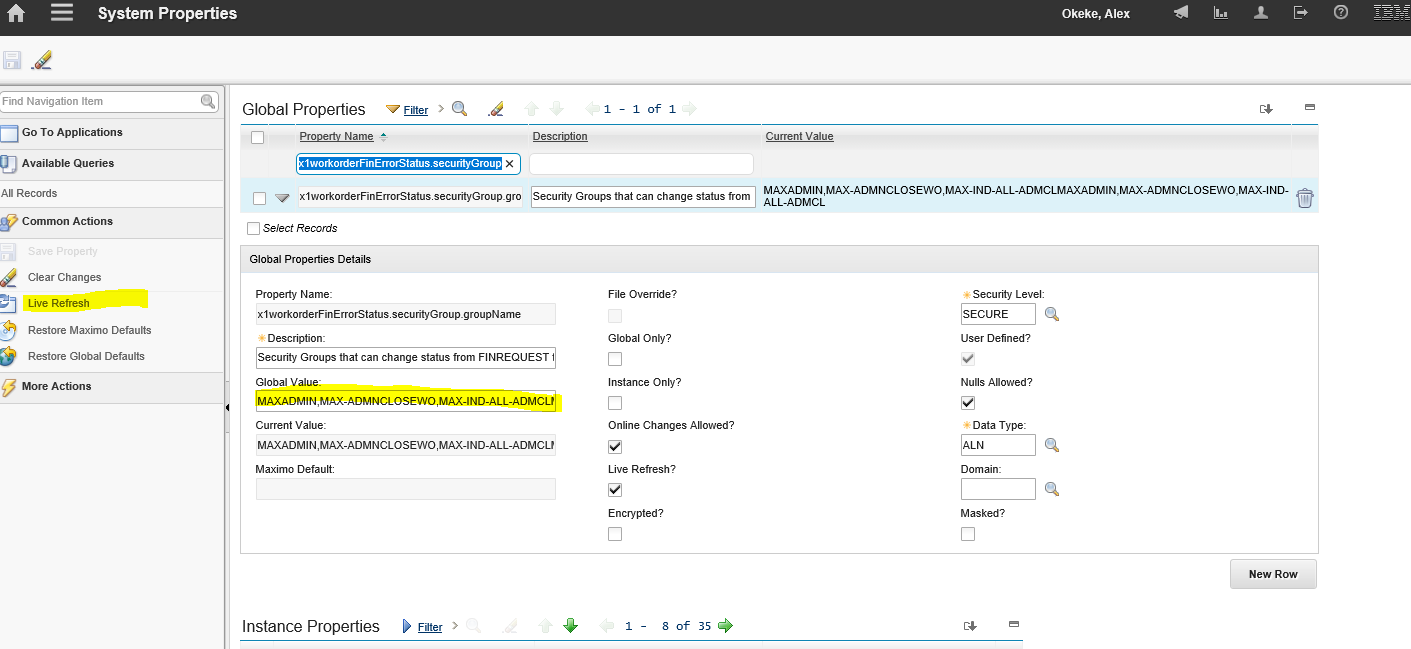 System Properties
Okeke, Alex
IBM
Find Navigation Item
Go To Applications
Available Queries
All Records
Common Actions
Save Property
Clear Changes
Live Refresh
Restore Maximo Defaults
Restore Global Defaults
More Actions
Global Properties Filter > 1 - 1 of 1
Property Name Description Current Value
x1workorderFinErrorStatus.securityGroup
x1workorderFinErrorStatus.securityGroup.gro Security Groups that can change status from MAXADMIN,MAX-ADMNCLOSEWO,MAX-IND-ALL-ADMCLMAXADMIN,MAX-ADMNCLOSEWO,MAX-IND-
ALL-ADMCL
Select Records
Global Properties Details
Property Name: File Override? Security Level:
x1workorderFinErrorStatus.securityGroup.groupName SECURE
Description: Global Only? User Defined?
Security Groups that can change status from FINREQUEST
Global Value: Instance Only? Nulls Allowed?
MAXADMIN,MAX-ADMNCLOSEWO,MAX-IND-ALL-ADMCL
Current Value: Online Changes Allowed? Data Type:
MAXADMIN,MAX-ADMNCLOSEWO,MAX-IND-ALL-ADMCL ALN
Maximo Default: Live Refresh? Domain:
Encrypted? Masked?
New Row
Instance Properties Filter > 1 - 8 of 35